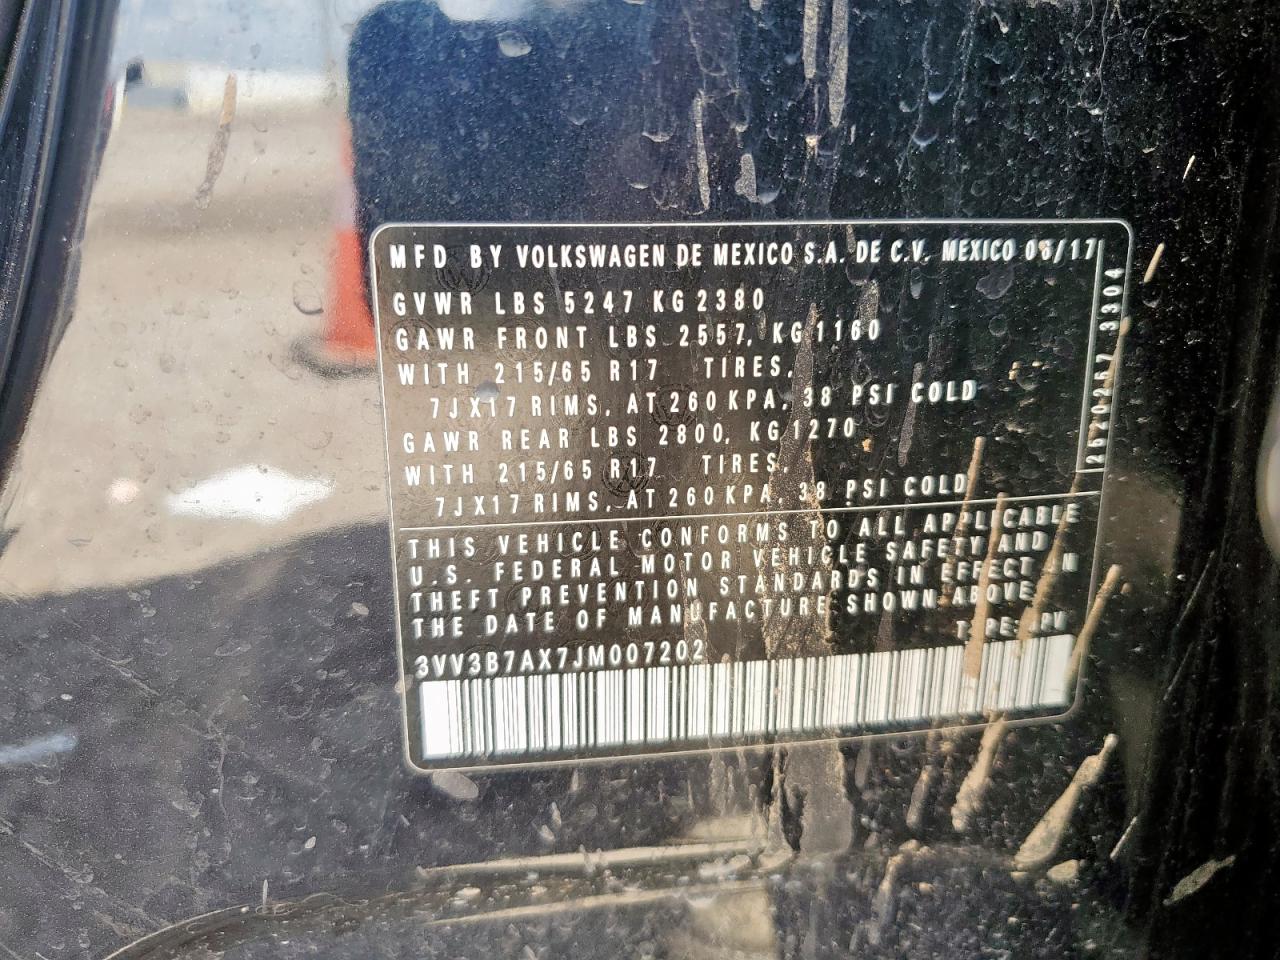 MFD BY VOLKSWAGEN DE MEXICO S.A. DE C.V. MEXICO 06/17
GVWR LBS 5247 KG 2380
GAWR FRONT LBS 2557, KG 1160
WITH 215/65 R17 TIRES,
7JX17 RIMS, AT 260 KPA, 38 PSI COLD
GAWR REAR LBS 2800, KG 1270
WITH 215/65 R17 TIRES,
7JX17 RIMS, AT 260 KPA, 38 PSI COLD
THIS VEHICLE CONFORMS TO ALL APPLICABLE
U.S. FEDERAL MOTOR VEHICLE SAFETY AND
THEFT PREVENTION STANDARDS IN EFFECT ON
THE DATE OF MANUFACTURE SHOWN ABOVE
3VV3B7AX7JM007202
3304